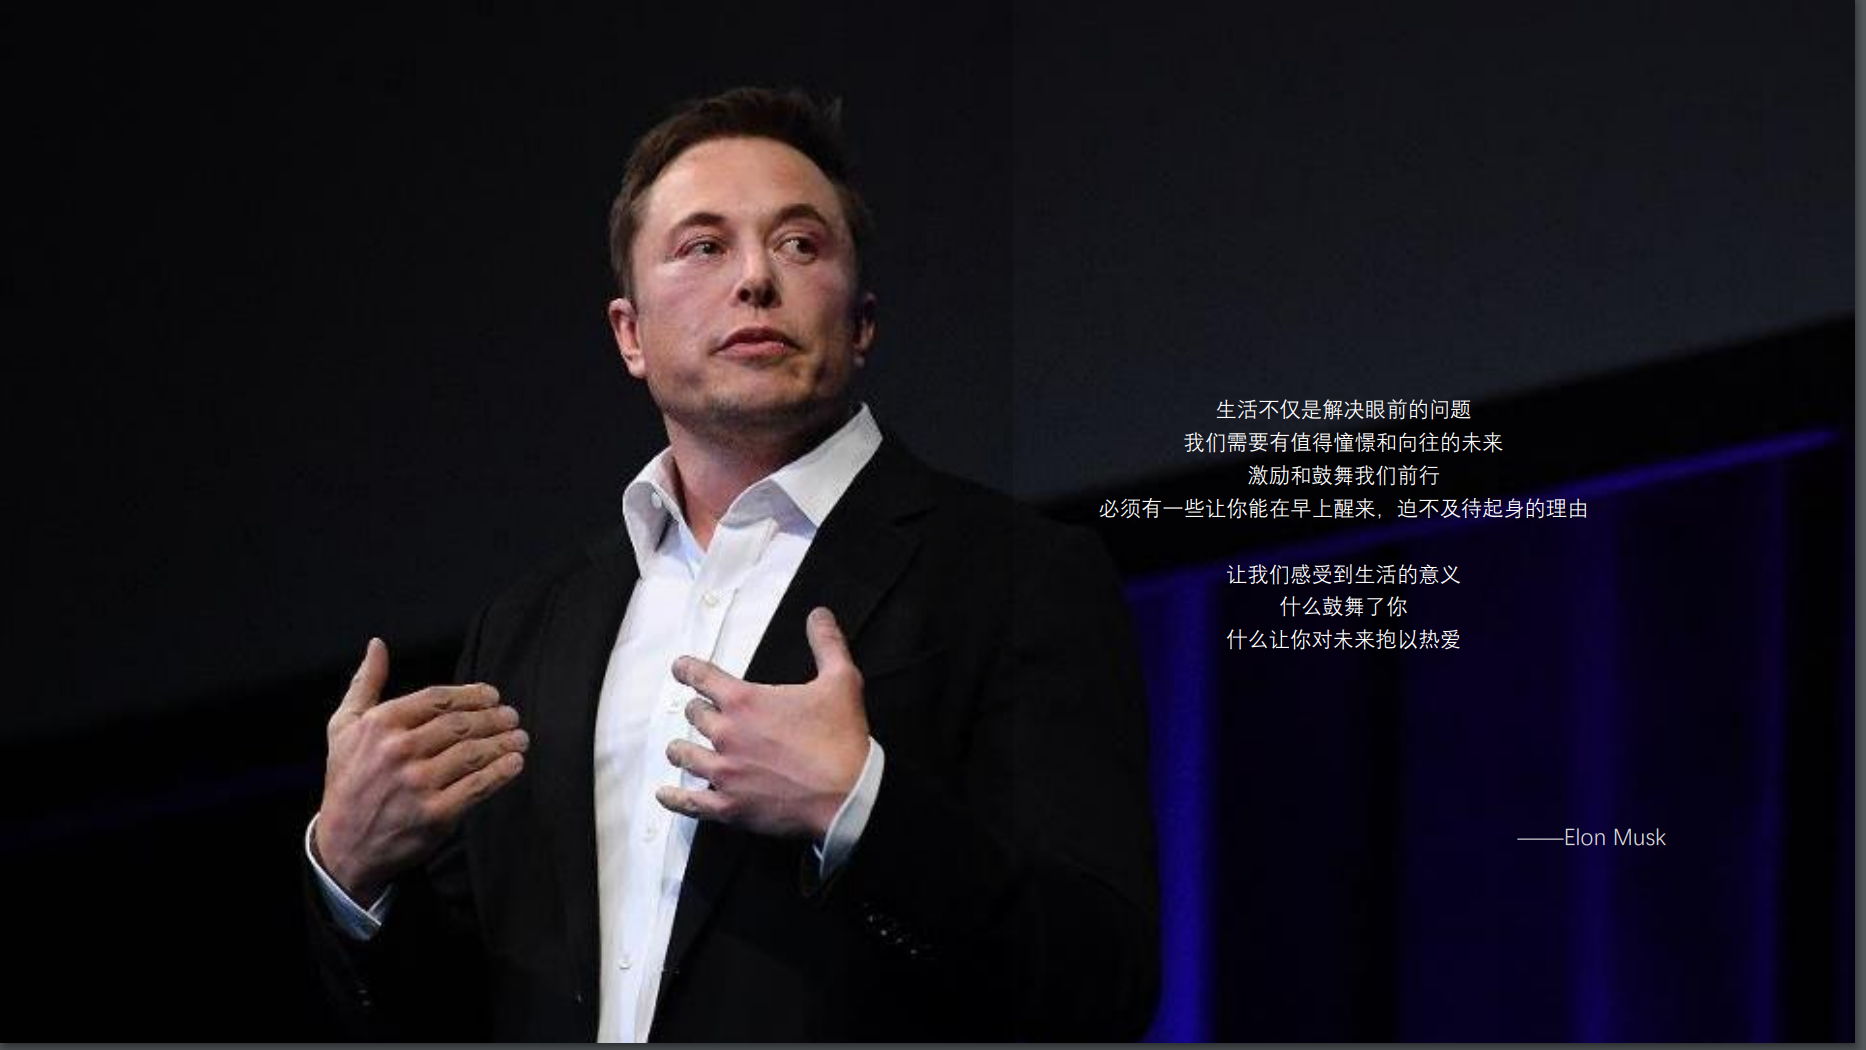 生活不仅是解决眼前的问题
我们需要有值得憧憬和向往的未来
激励和鼓舞我们前行
必须有一些让你能在早上醒来，迫不及待起身的理由
让我们感受到生活的意义
什么鼓舞了你
什么让你对未来抱以热爱
——Elon Musk